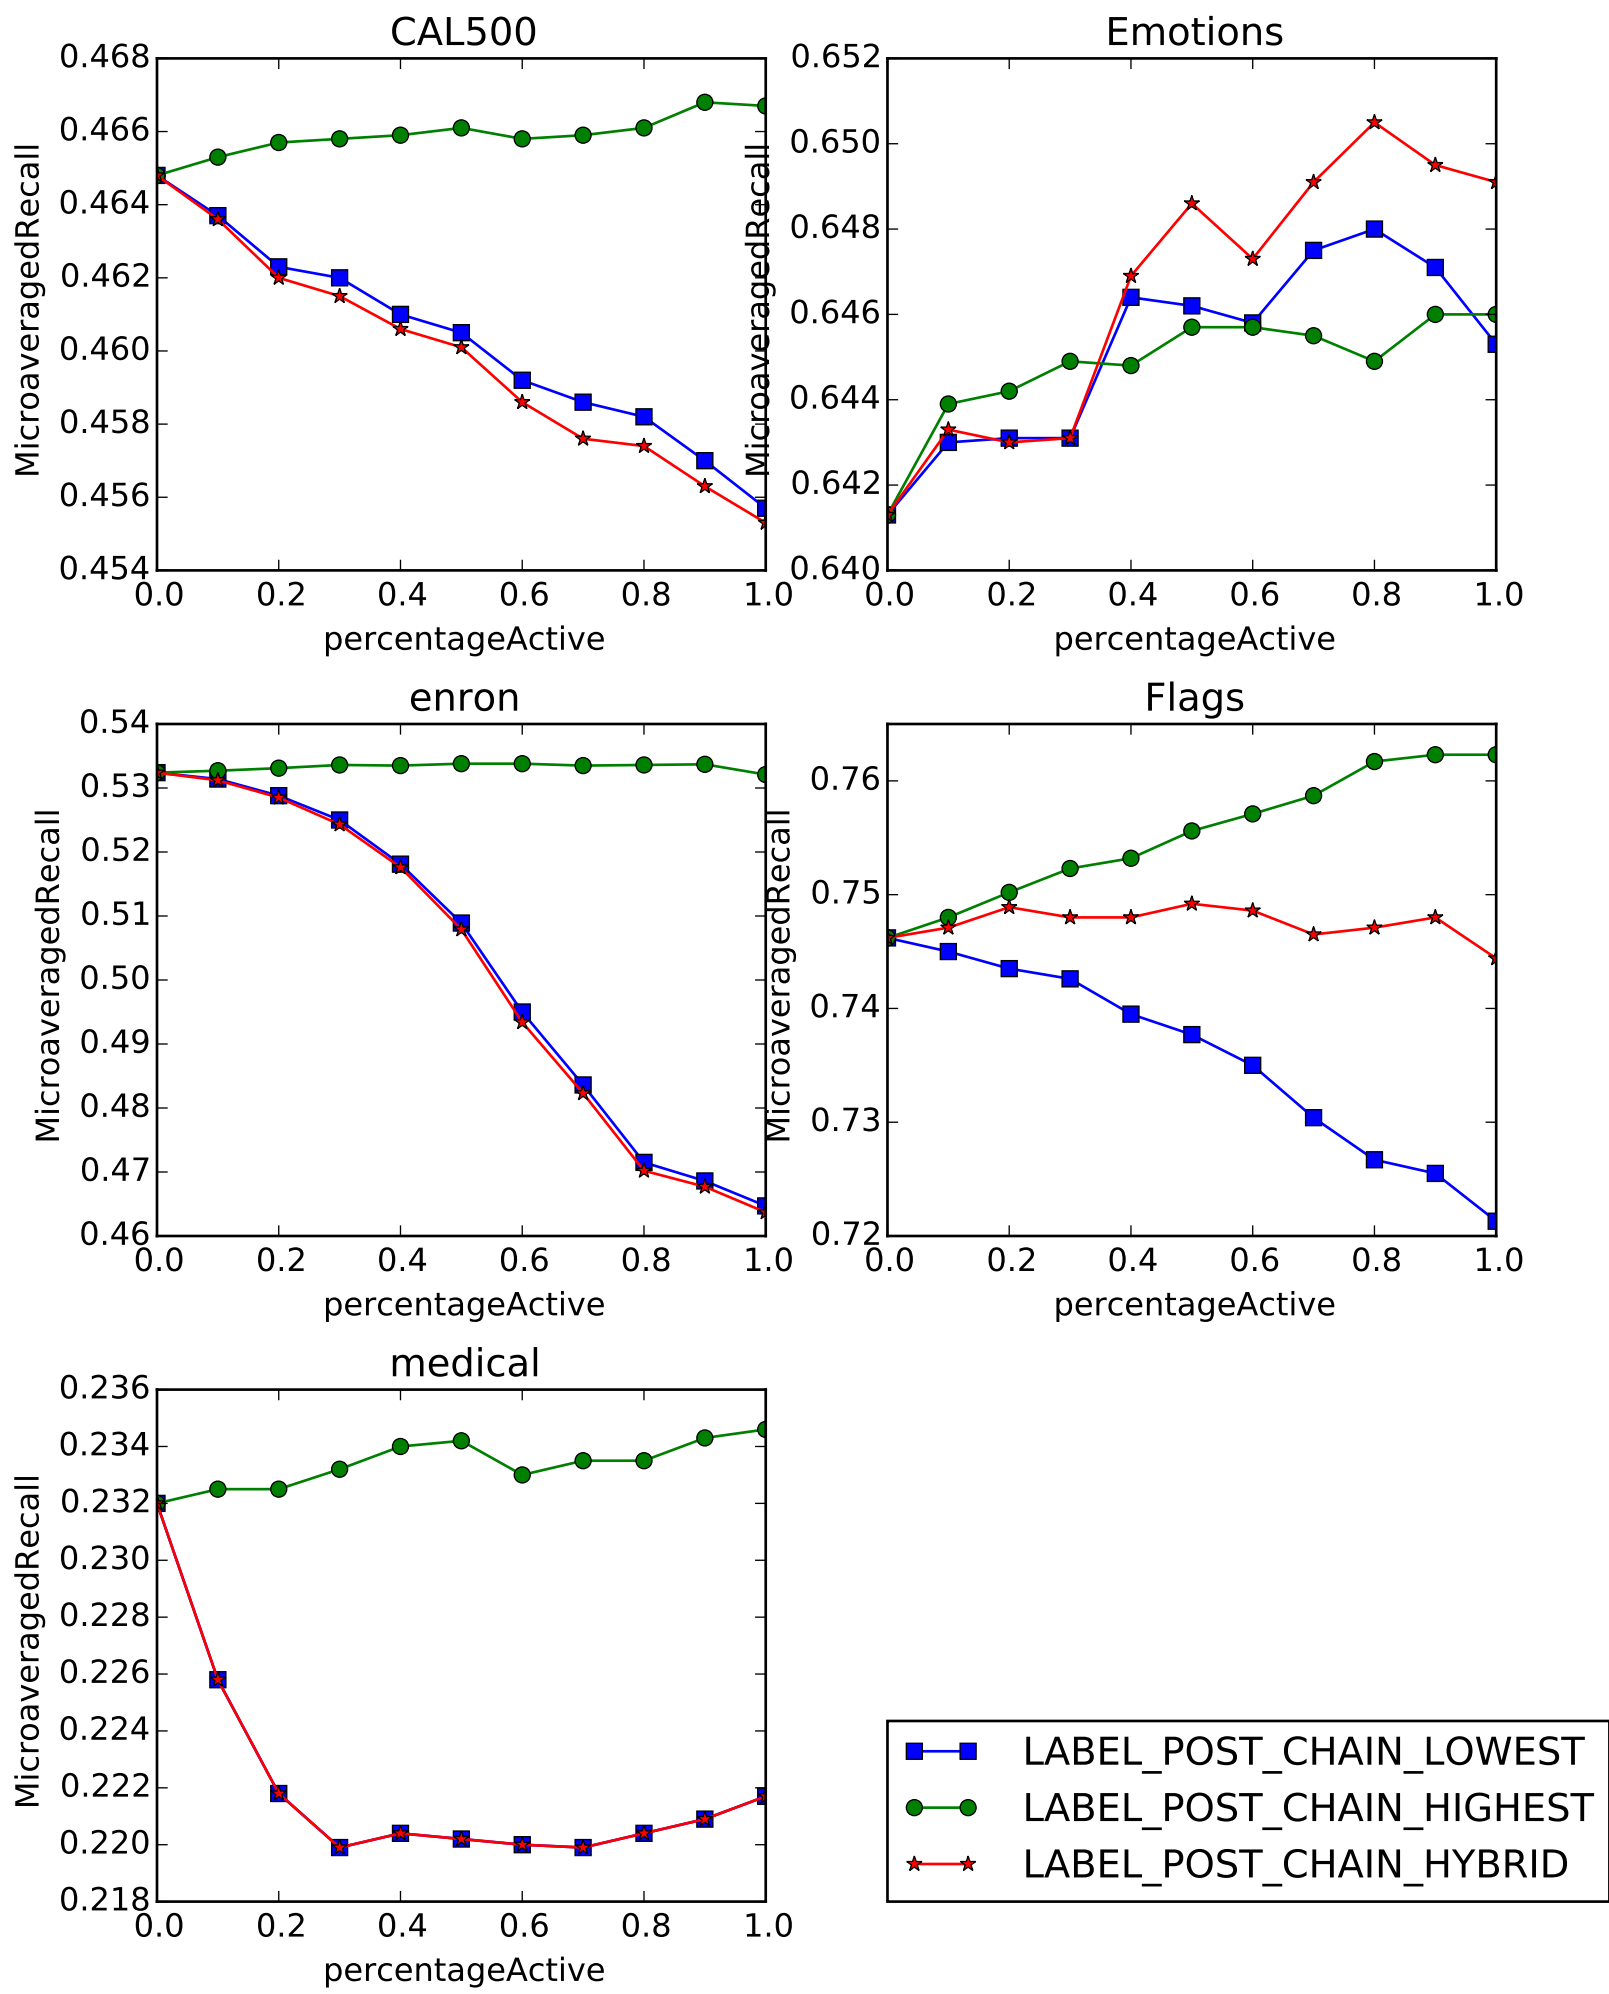 CAL500
0.468
0.466
0.464
0.462
0.460
0.458
0.456
0.454
MicroaveragedRecall
0.0 0.2 0.4 0.6 0.8 1.0
percentageActive
Emotions
0.652
0.650
0.648
0.646
0.644
0.642
0.640
MicroaveragedRecall
0.0 0.2 0.4 0.6 0.8 1.0
percentageActive
enron
0.54
0.53
0.52
0.51
0.50
0.49
0.48
0.47
0.46
MicroaveragedRecall
0.0 0.2 0.4 0.6 0.8 1.0
percentageActive
Flags
0.76
0.75
0.74
0.73
0.72
MicroaveragedRecall
0.0 0.2 0.4 0.6 0.8 1.0
percentageActive
medical
0.236
0.234
0.232
0.230
0.228
0.226
0.224
0.222
0.220
0.218
MicroaveragedRecall
0.0 0.2 0.4 0.6 0.8 1.0
percentageActive
LABEL_POST_CHAIN_LOWEST
LABEL_POST_CHAIN_HIGHEST
LABEL_POST_CHAIN_HYBRID